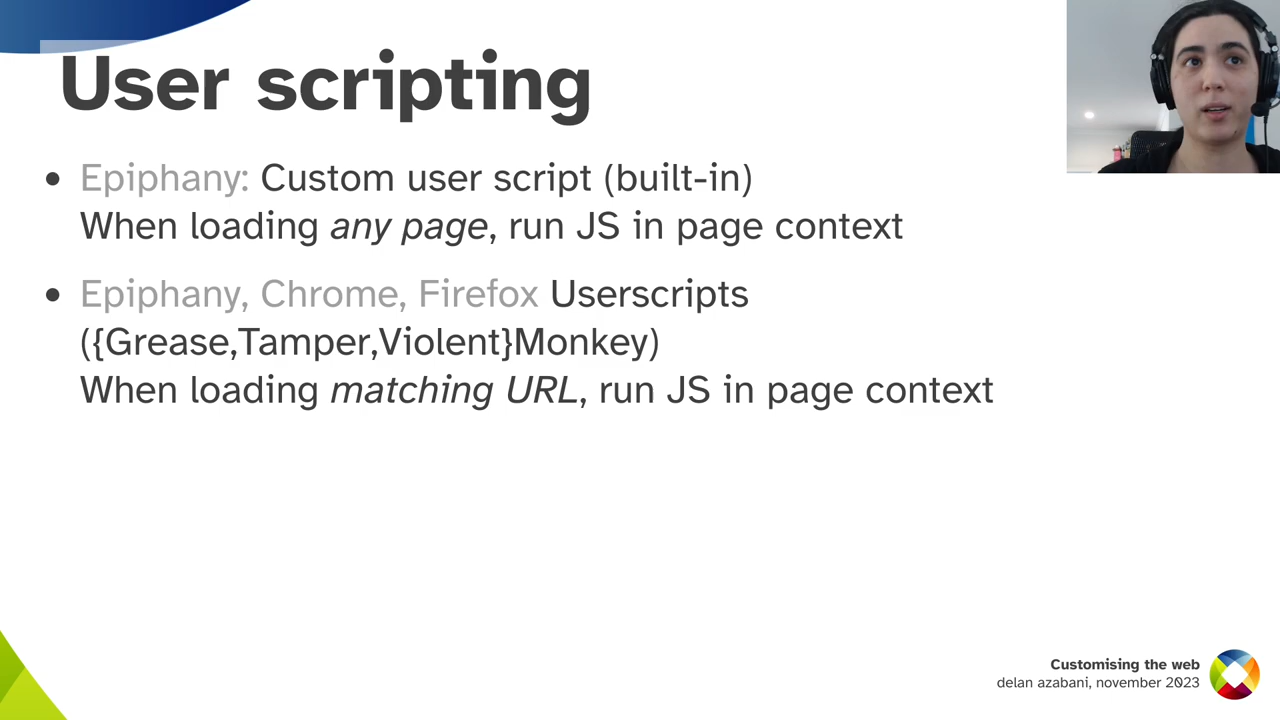 User scripting
Epiphany: Custom user script (built-in)
When loading any page, run JS in page context
Epiphany, Chrome, Firefox Userscripts
({Grease,Tamper,Violent}Monkey)
When loading matching URL, run JS in page context
Customising the web
delan azabani, november 2023